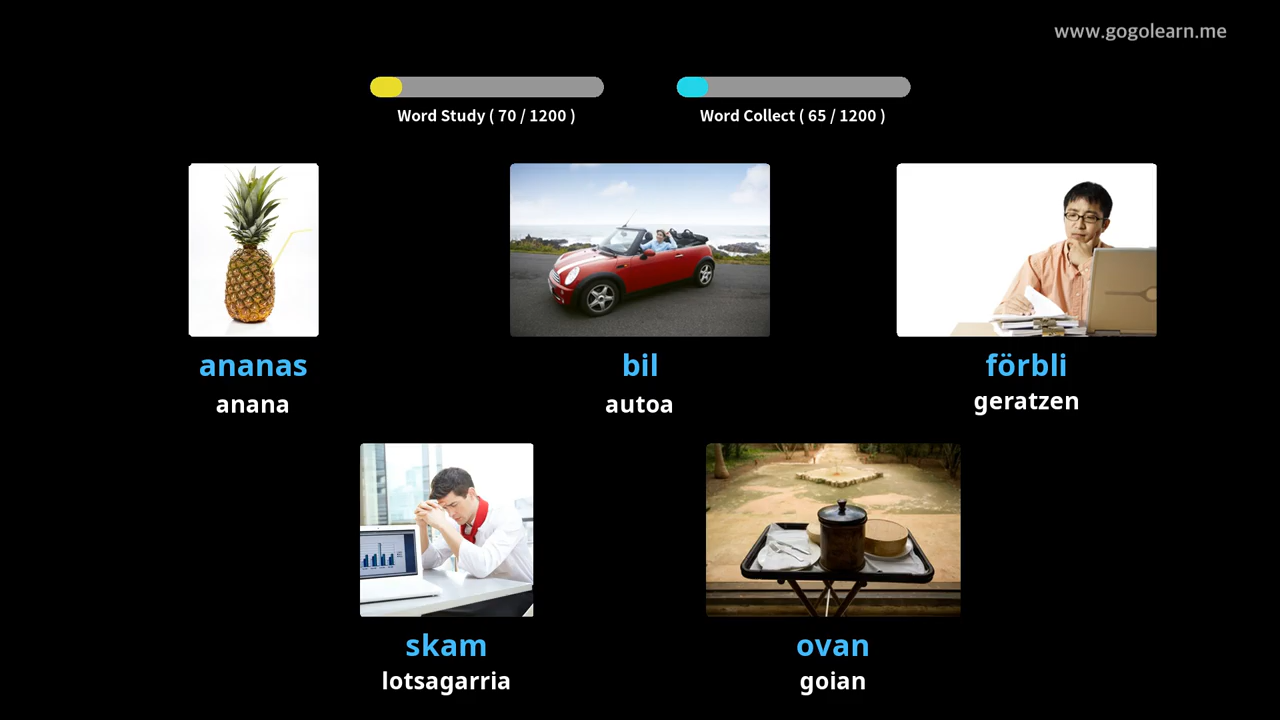 www.gogolearn.me
Word Study ( 70 / 1200 )
Word Collect ( 65 / 1200 )
ananas
anana
bil
autoa
förbli
geratzen
skam
lotsagarria
ovan
goian